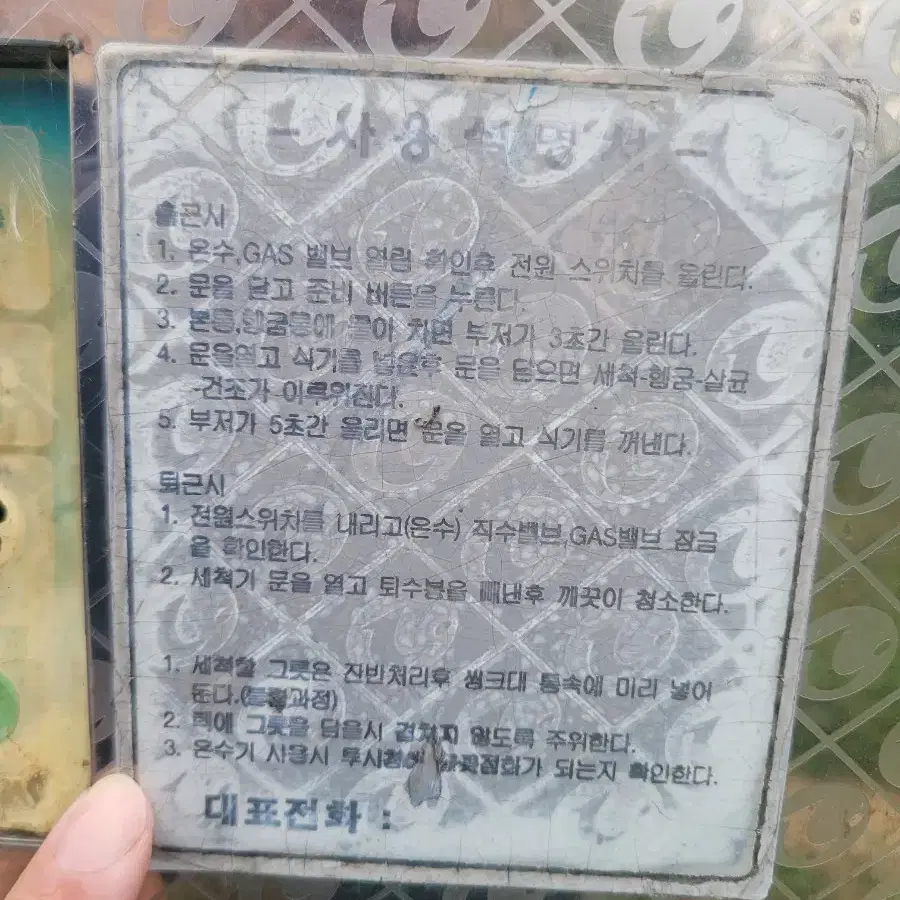 - 사용설명서 -
출근시
1. 온수,GAS 밸브 열림 확인후 전원 스위치를 올린다.
2. 문을 닫고 준비 버튼을 누른다.
3. 본통,헹굼통에 물이 차면 부저가 3초간 울린다.
4. 문을열고 식기를 넣은후 문을 닫으면 세척-헹굼-살균
-건조가 이루워진다.
5. 부저가 5초간 울리면 문을 열고 식기를 꺼낸다.
퇴근시
1. 전원스위치를 내리고(온수) 직수밸브,GAS밸브 잠금
을 확인한다.
2. 세척기 문을 열고 퇴수봉을 빼낸후 깨끗이 청소한다.
1. 세척할 그릇은 잔반처리후 씽크대 통속에 미리 넣어
둔다.(불림과정)
2. 렉에 그릇을 담을시 겹치지 않도록 주위한다.
3. 온수기 사용시 투시창에 불꽃점화가 되는지 확인한다.
대표전화 :